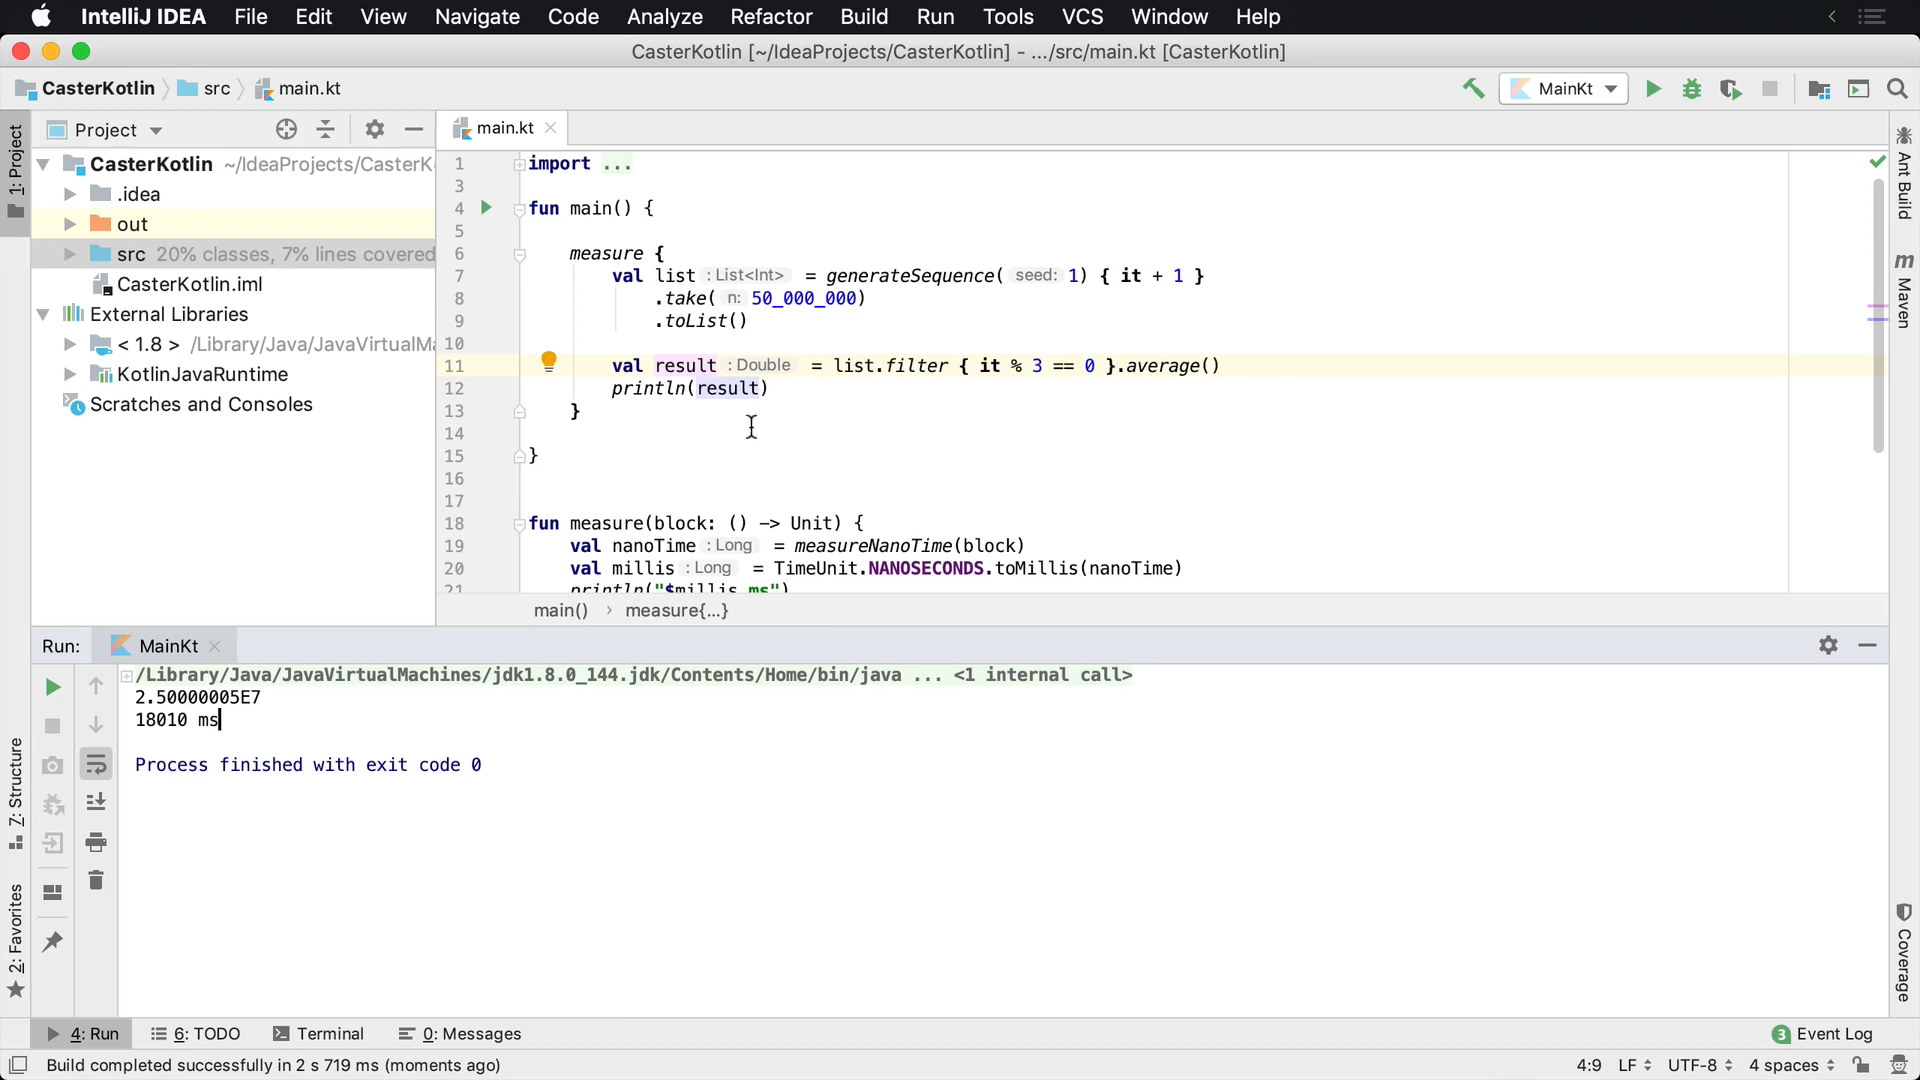 IntelliJ IDEA File Edit View Navigate Code Analyze Refactor Build Run Tools VCS Window Help
CasterKotlin [~/IdeaProjects/CasterKotlin] - .../src/main.kt [CasterKotlin]
CasterKotlin src main.kt MainKt
Project main.kt
1: Project
CasterKotlin ~/IdeaProjects/CasterK
.idea
out
src 20% classes, 7% lines covered
CasterKotlin.iml
External Libraries
< 1.8 > /Library/Java/JavaVirtualMa
KotlinJavaRuntime
Scratches and Consoles
1 import ...
3
4 fun main() {
5
6 measure {
7 val list : List<Int> = generateSequence( seed: 1) { it + 1 }
8 .take( n: 50_000_000)
9 .toList()
10
11 val result : Double = list.filter { it % 3 == 0 }.average()
12 println(result)
13 }
14
15 }
16
17
18 fun measure(block: () -> Unit) {
19 val nanoTime : Long = measureNanoTime(block)
20 val millis : Long = TimeUnit.NANOSECONDS.toMillis(nanoTime)
21 println("$millis ms")
main() › measure{...}
Ant Build
m Maven
Run: MainKt
/Library/Java/JavaVirtualMachines/jdk1.8.0_144.jdk/Contents/Home/bin/java ... <1 internal call>
2.50000005E7
18010 ms
Process finished with exit code 0
Z: Structure
2: Favorites
Coverage
4: Run 6: TODO Terminal 0: Messages 3 Event Log
Build completed successfully in 2 s 719 ms (moments ago) 4:9 LF UTF-8 4 spaces